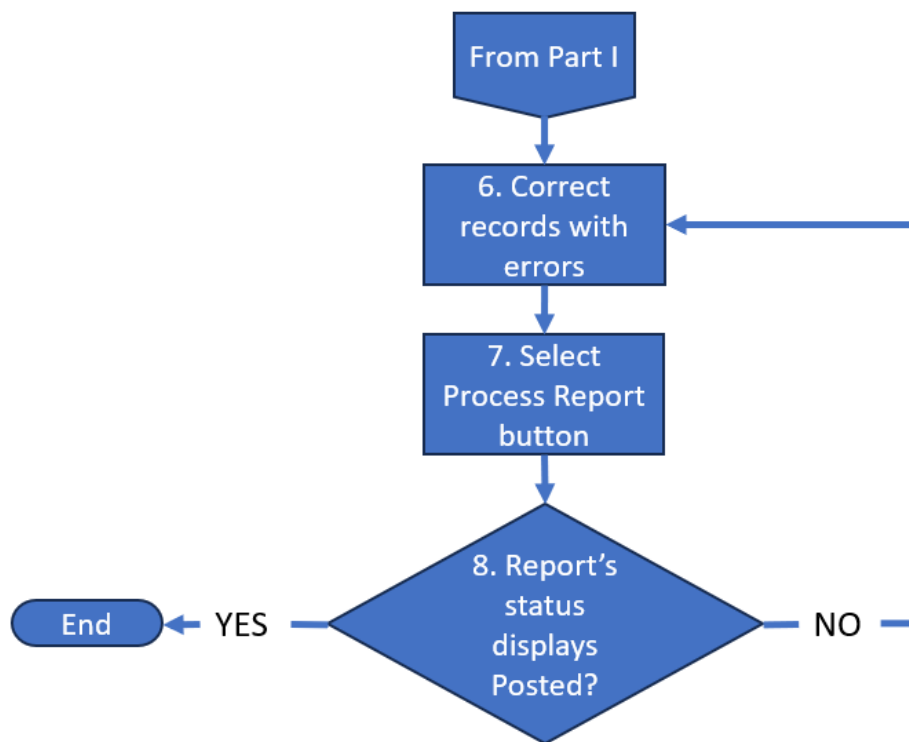 From Part I
6. Correct
records with
errors
7. Select
Process Report
button
8. Report’s
status
displays
Posted?
End
YES
NO